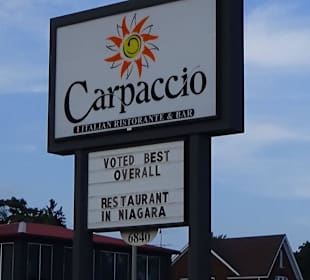 Carpaccio
ITALIAN RISTORANTE & BAR
VOTED BEST
OVERALL
RESTAURANT
IN NIAGARA
6840